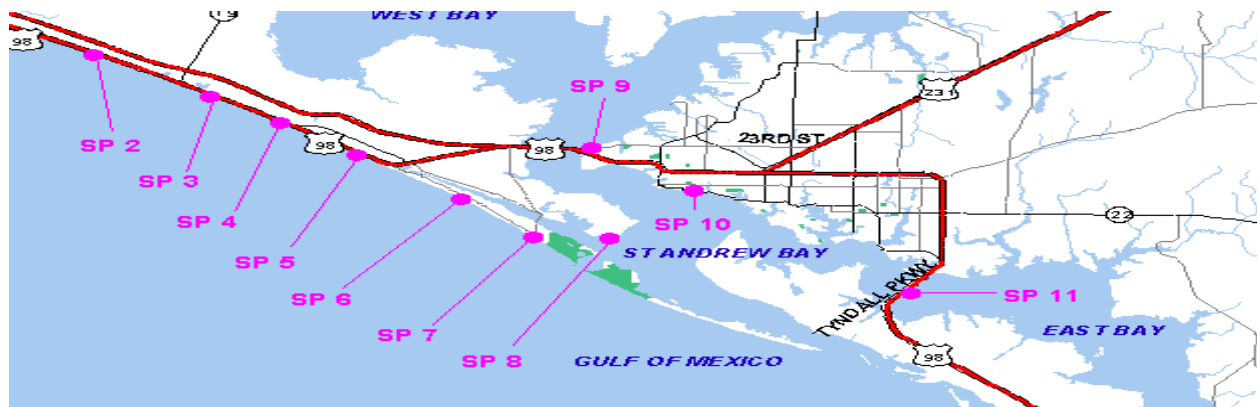 WEST BAY
19
98
231
SP 9
23RD ST
SP 2
98
98
SP 3
SP 4
SP 10
22
SP 5
ST ANDREW BAY
SP 6
TYNDALL PKWY
SP 11
SP 7
SP 8
EAST BAY
GULF OF MEXICO
98